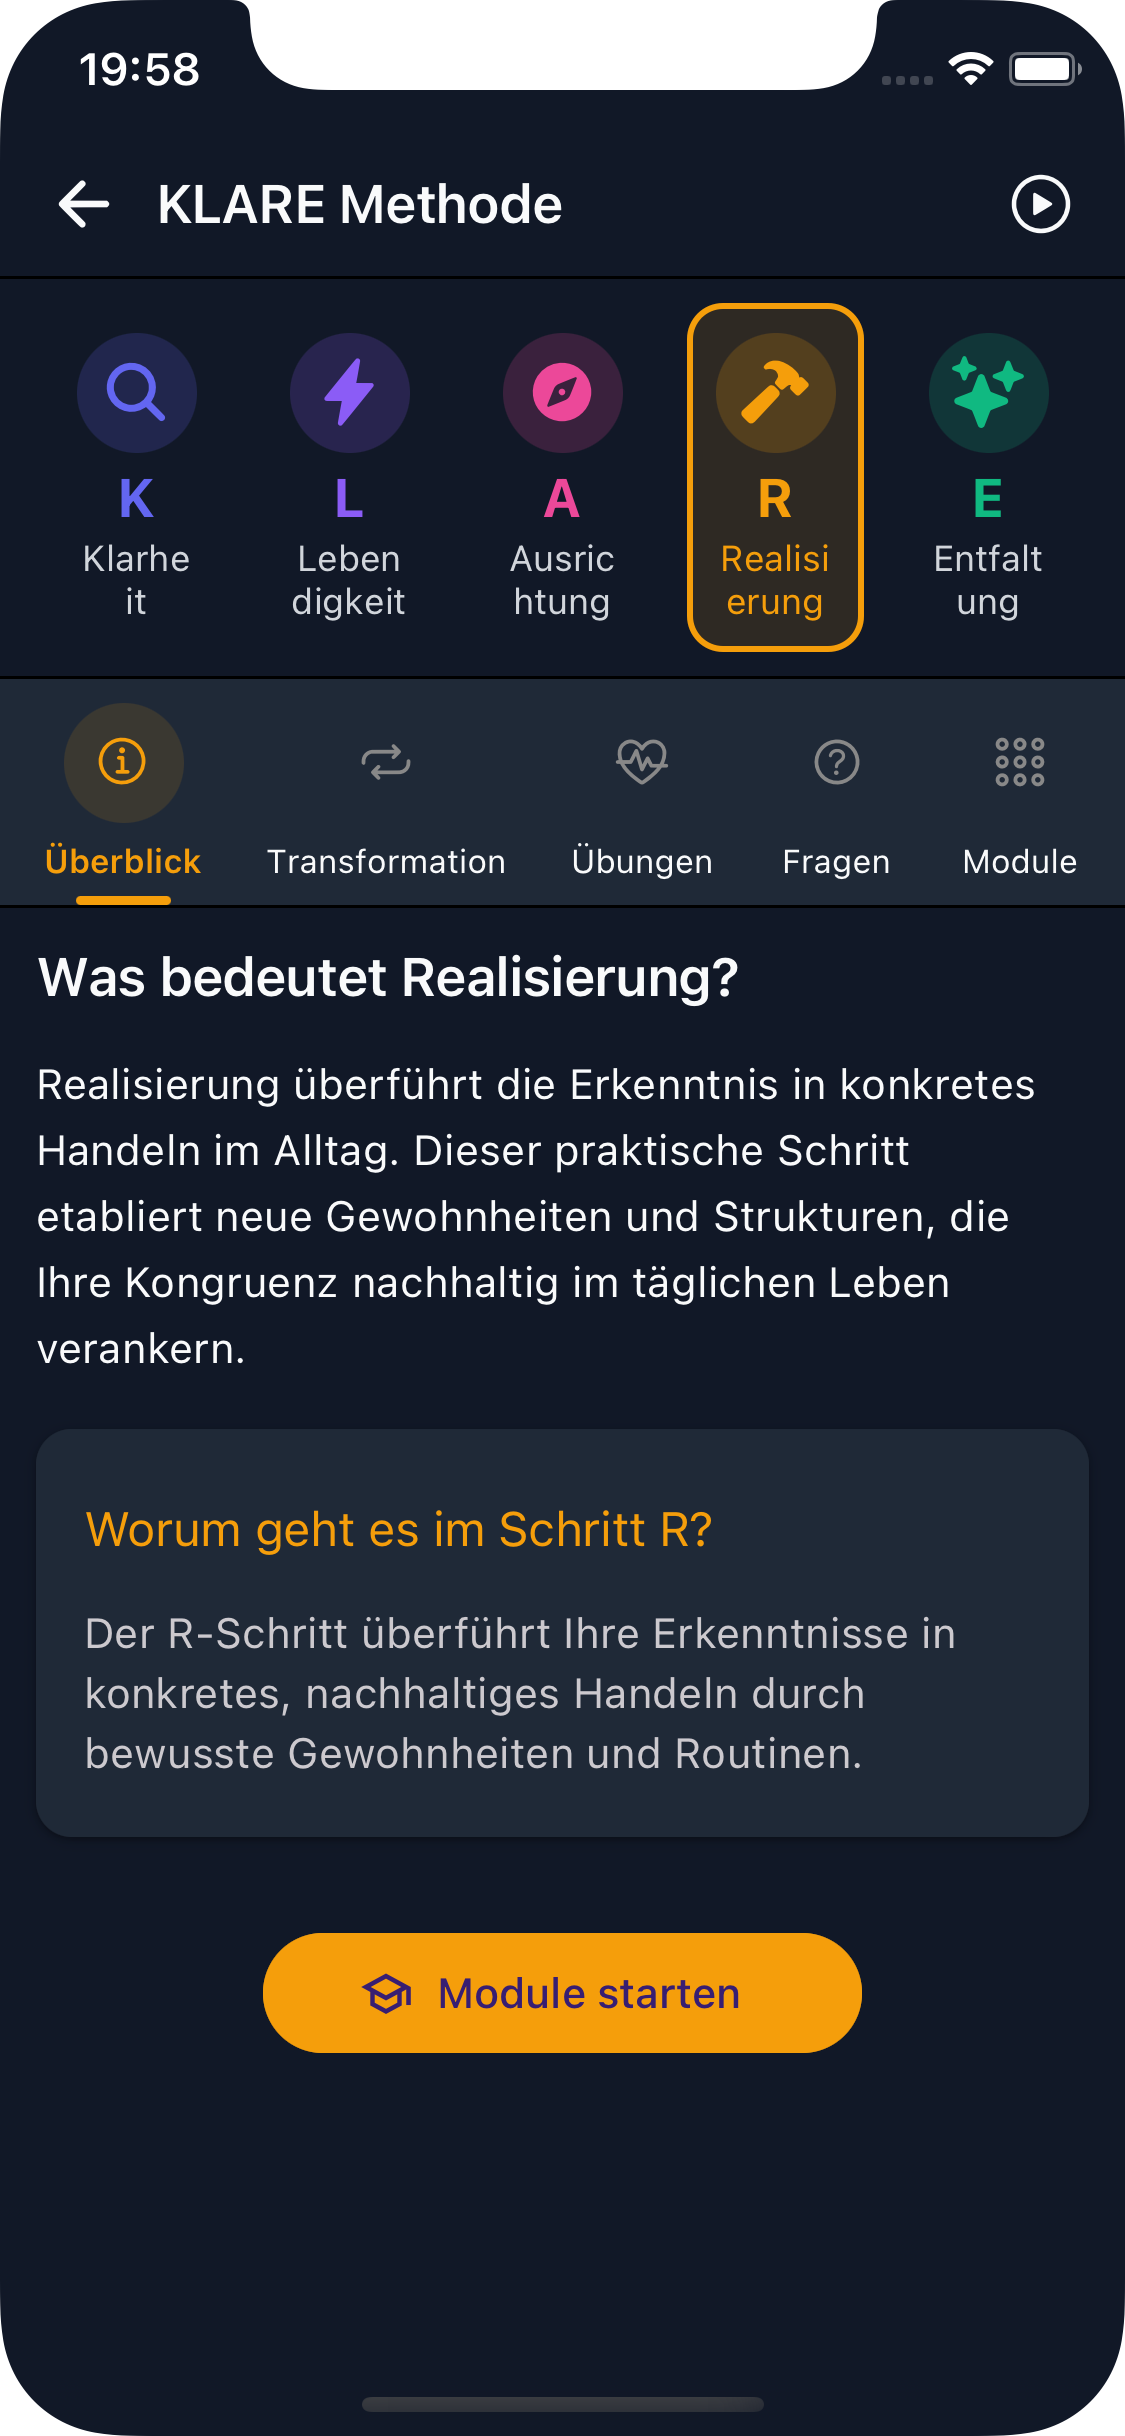 19:58
KLARE Methode
K
L
A
R
E
Klarhe
it
Leben
digkeit
Ausric
htung
Realisi
erung
Entfalt
ung
Überblick
Transformation
Übungen
Fragen
Module
Was bedeutet Realisierung?
Realisierung überführt die Erkenntnis in konkretes
Handeln im Alltag. Dieser praktische Schritt
etabliert neue Gewohnheiten und Strukturen, die
Ihre Kongruenz nachhaltig im täglichen Leben
verankern.
Worum geht es im Schritt R?
Der R-Schritt überführt Ihre Erkenntnisse in
konkretes, nachhaltiges Handeln durch
bewusste Gewohnheiten und Routinen.
Module starten